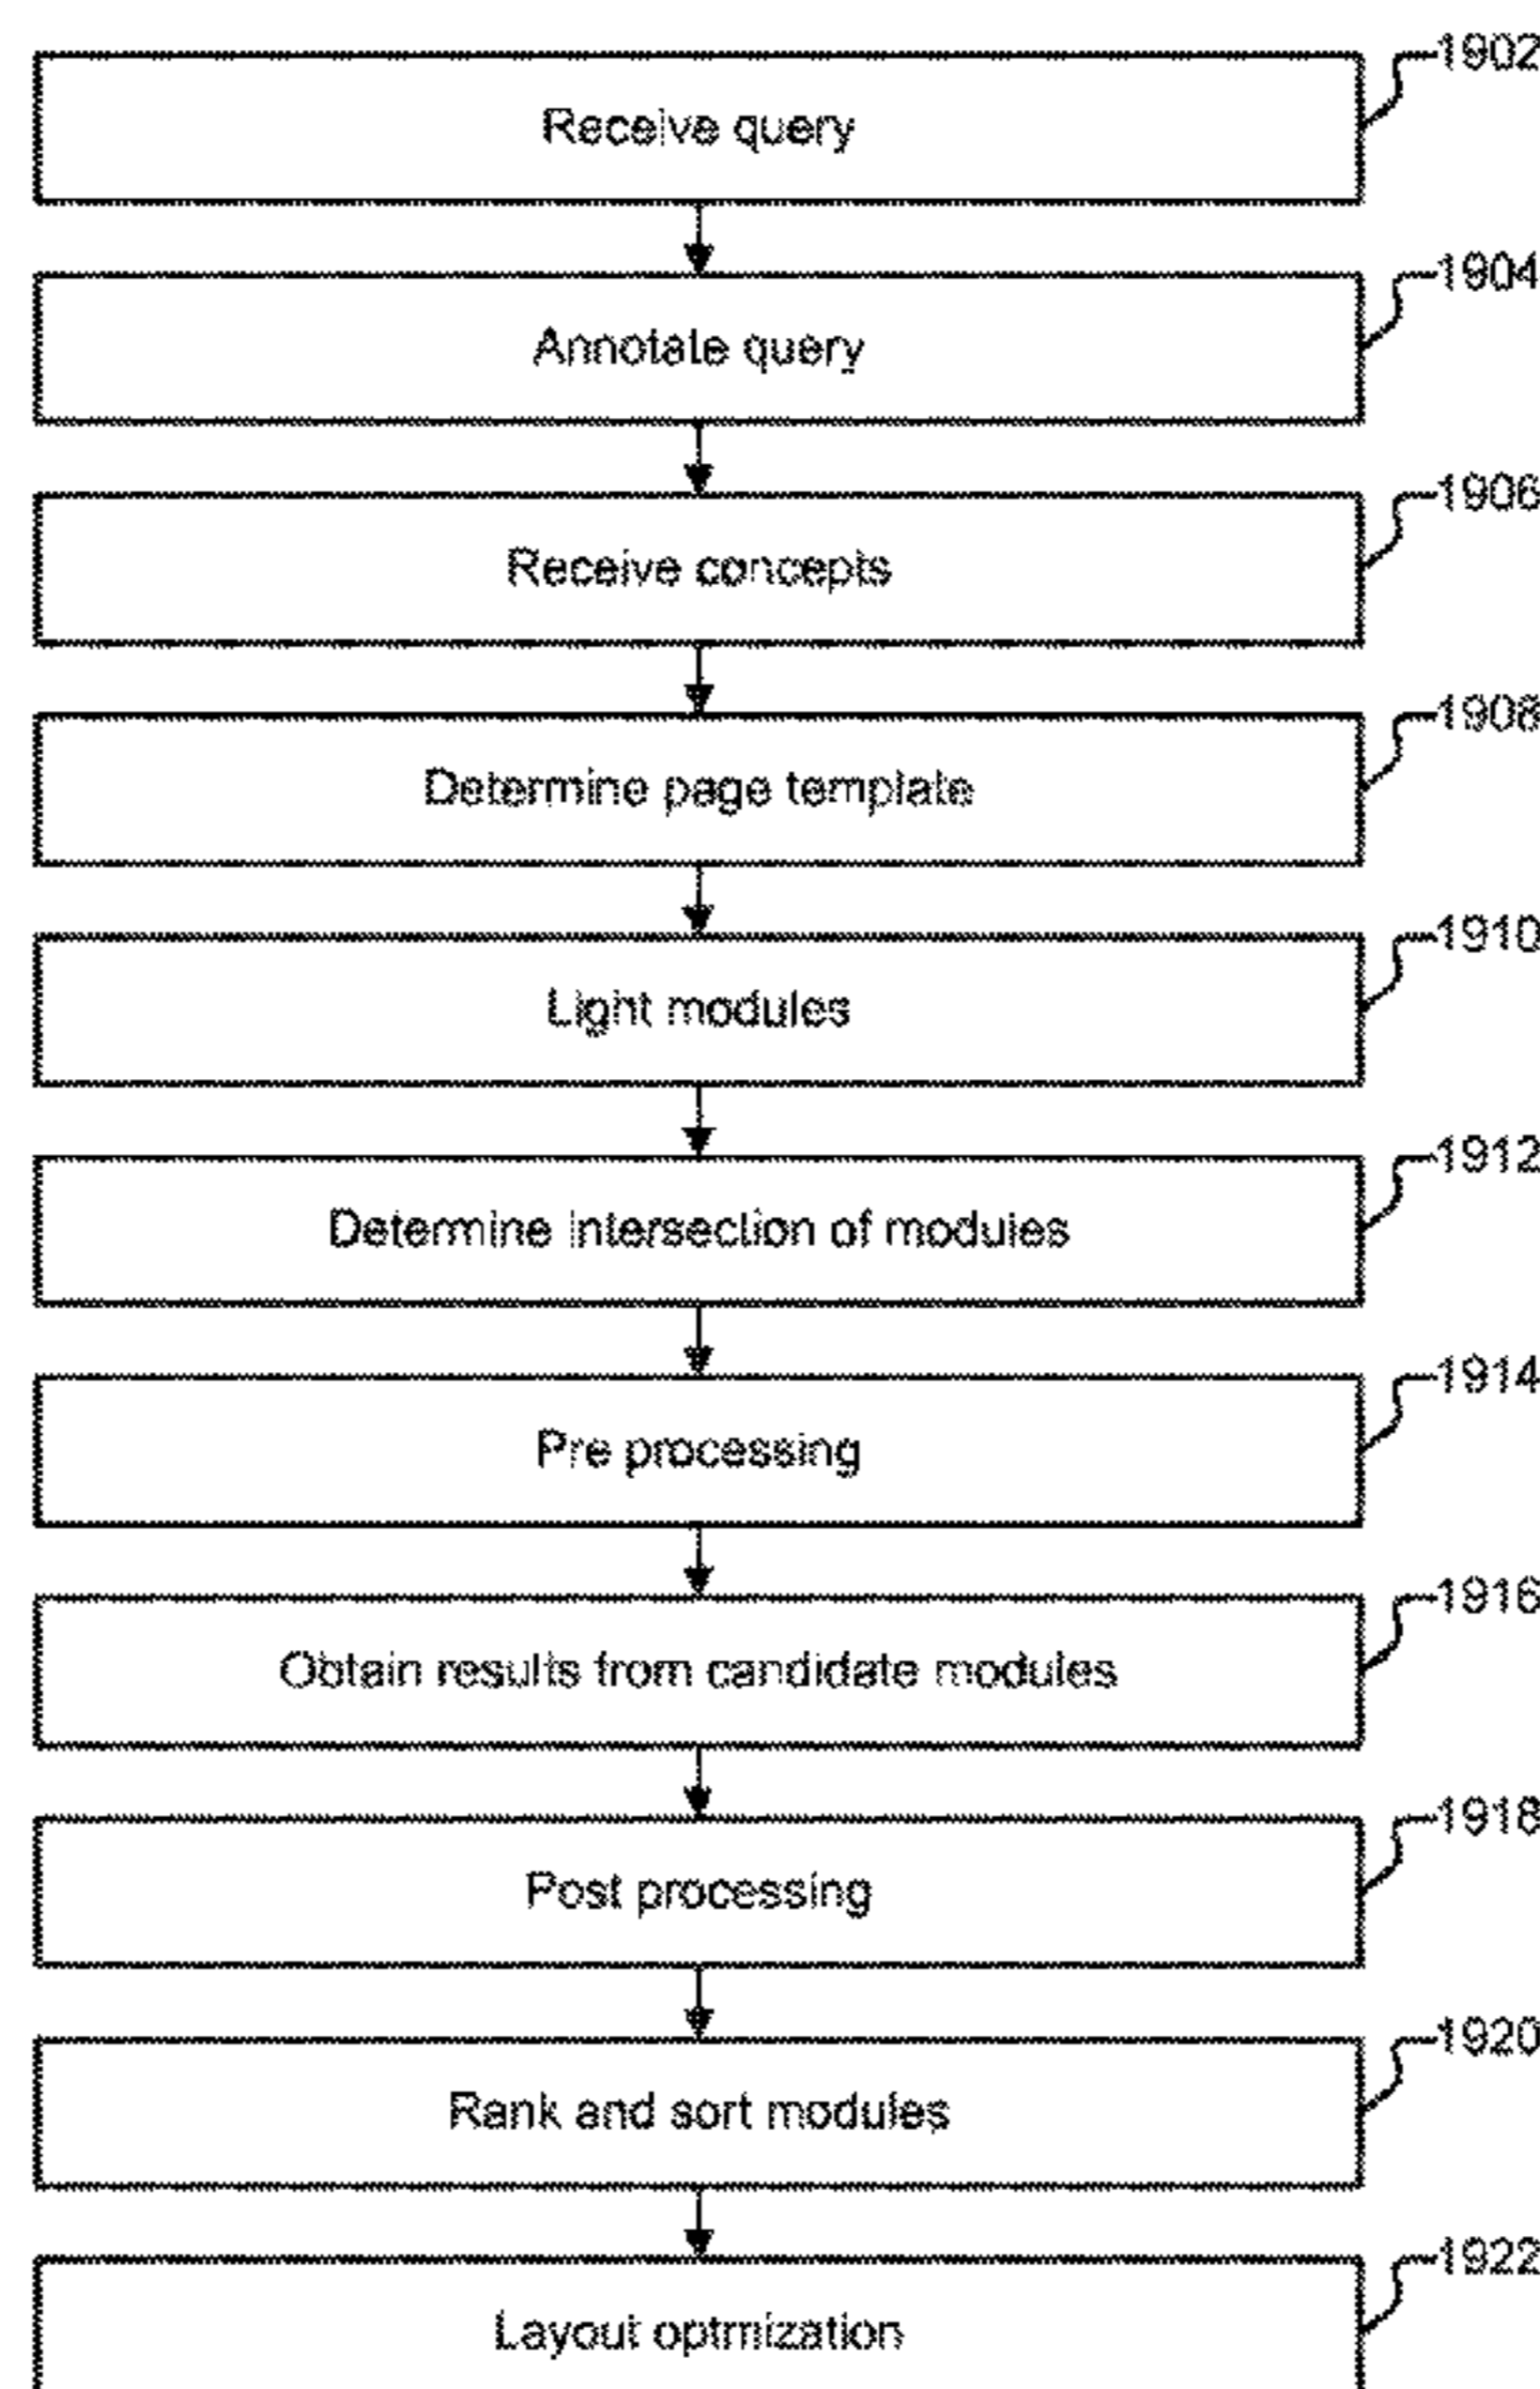 1902
Receive query
1904
Annotate query
1906
Receive concepts
1908
Determine page template
1910
Light modules
1912
Determine intersection of modules
1914
Pre processing
1916
Obtain results from candidate modules
1918
Post processing
1920
Rank and sort modules
1922
Layout optmization